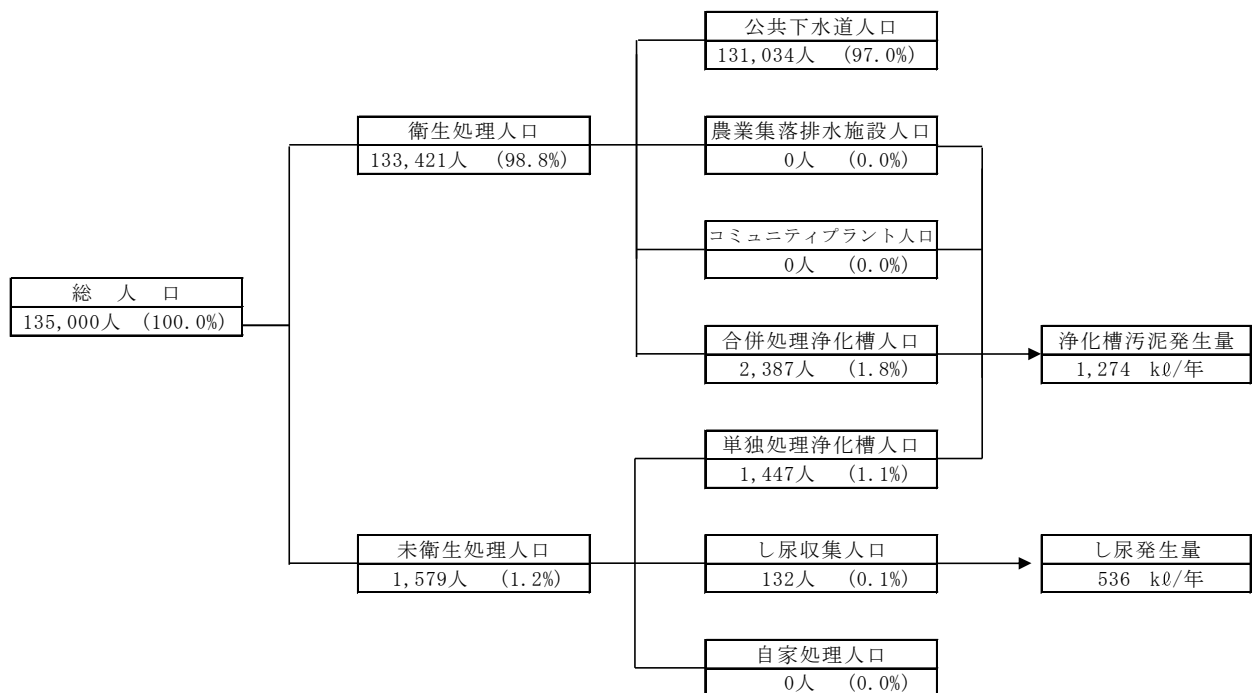 公共下水道人口
131,034人 (97.0%)
衛生処理人口
133,421人 (98.8%)
農業集落排水施設人口
0人 (0.0%)
コミュニティプラント人口
0人 (0.0%)
総 人 口
135,000人 (100.0%)
合併処理浄化槽人口
2,387人 (1.8%)
浄化槽汚泥発生量
1,274 kℓ/年
単独処理浄化槽人口
1,447人 (1.1%)
未衛生処理人口
1,579人 (1.2%)
し尿収集人口
132人 (0.1%)
し尿発生量
536 kℓ/年
自家処理人口
0人 (0.0%)